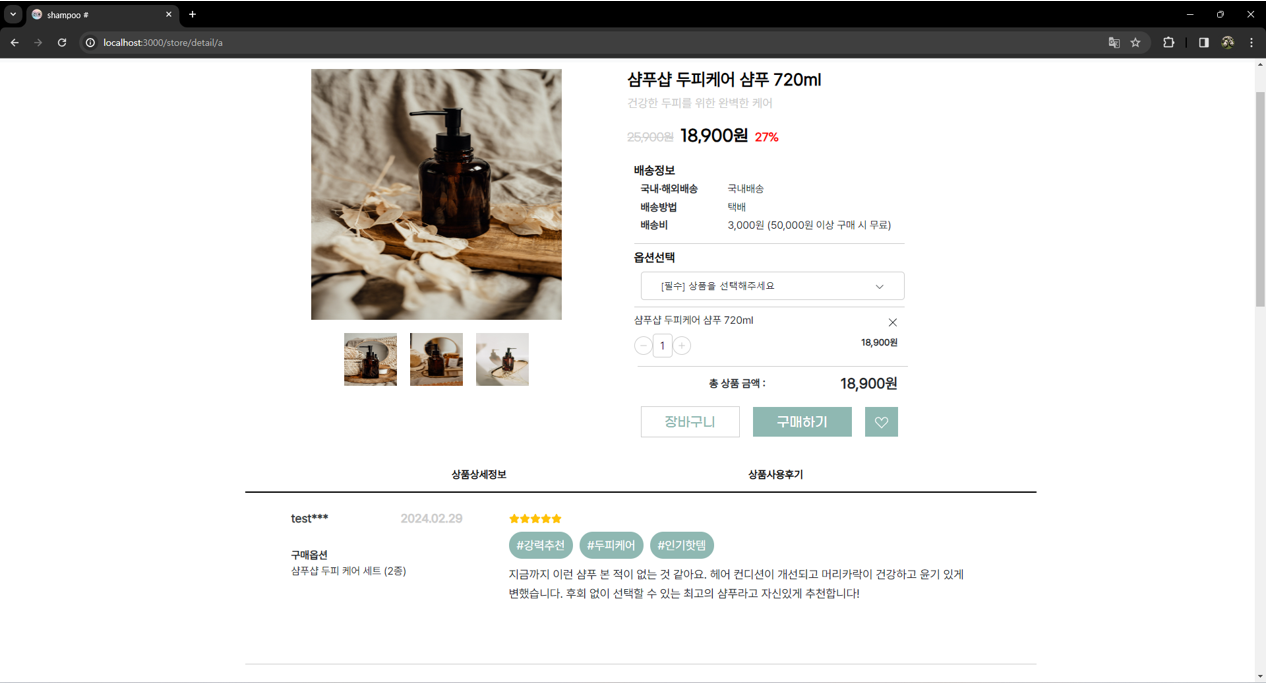 shampoo #
localhost:3000/store/detail/a
샴푸샵 두피케어 샴푸 720ml
건강한 두피를 위한 완벽한 케어
25,900원 18,900원 27%
배송정보
국내·해외배송 국내배송
배송방법 택배
배송비 3,000원 (50,000원 이상 구매 시 무료)
옵션선택
[필수] 상품을 선택해주세요
샴푸샵 두피케어 샴푸 720ml
1 18,900원
총 상품 금액 : 18,900원
장바구니 구매하기
상품상세정보 상품사용후기
test*** 2024.02.29
#강력추천 #두피케어 #인기핫템
구매옵션
샴푸샵 두피 케어 세트 (2종)
지금까지 이런 샴푸 본 적이 없는 것 같아요. 헤어 컨디션이 개선되고 머리카락이 건강하고 윤기 있게
변했습니다. 후회 없이 선택할 수 있는 최고의 샴푸라고 자신있게 추천합니다!